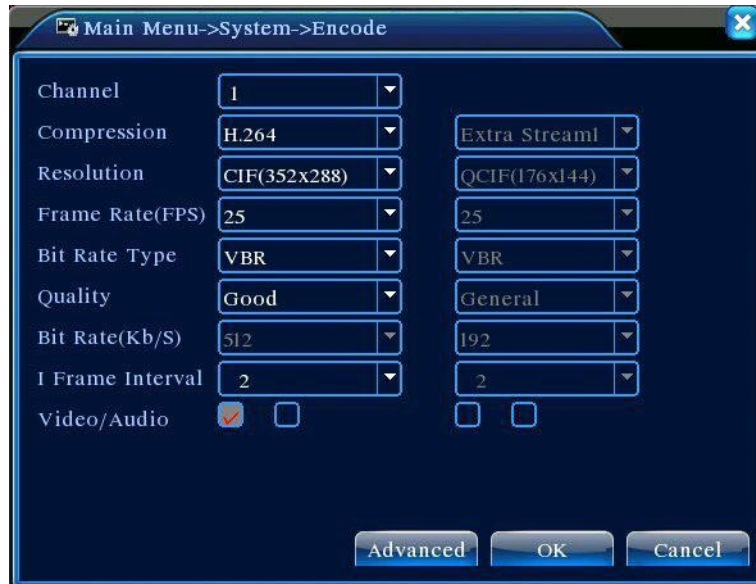 Main Menu->System->Encode
Channel 1
Compression H.264 Extra Stream1
Resolution CIF(352x288) QCIF(176x144)
Frame Rate(FPS) 25 25
Bit Rate Type VBR VBR
Quality Good General
Bit Rate(Kb/S) 512 192
I Frame Interval 2 2
Video/Audio
Advanced OK Cancel